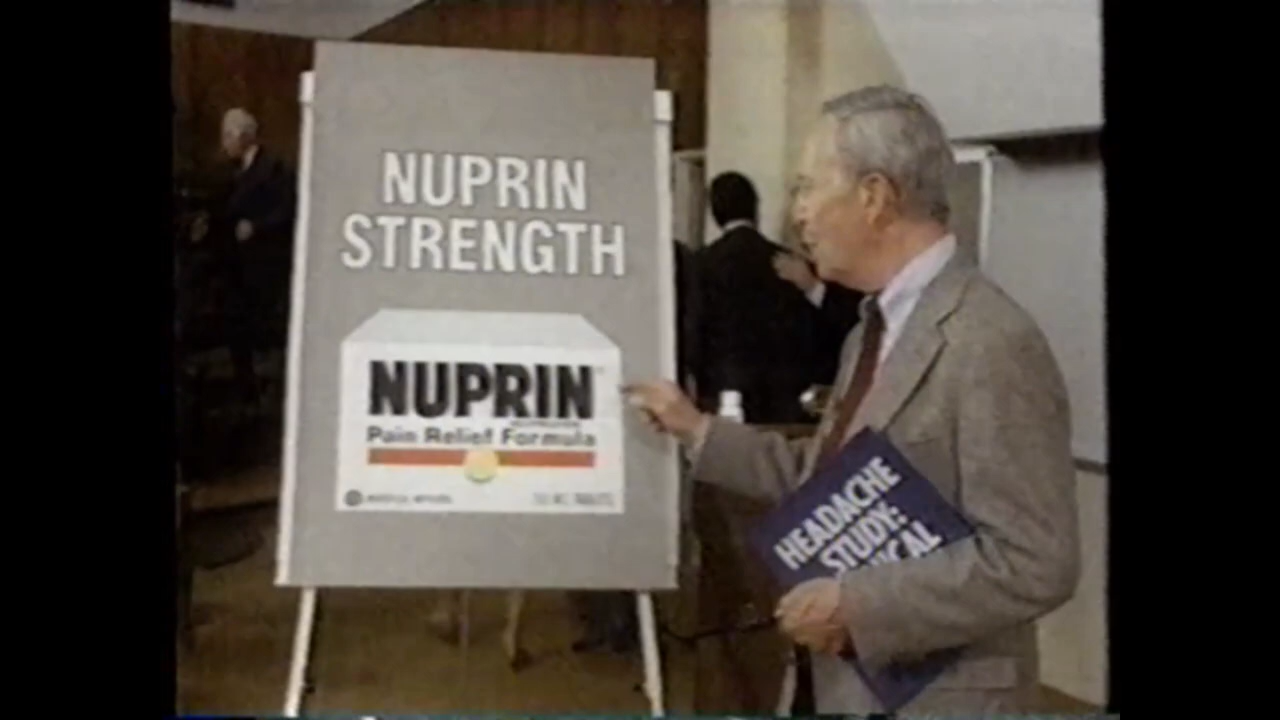 NUPRIN
STRENGTH
NUPRIN
Pain Relief Formula
HEADACHE
STUDY: